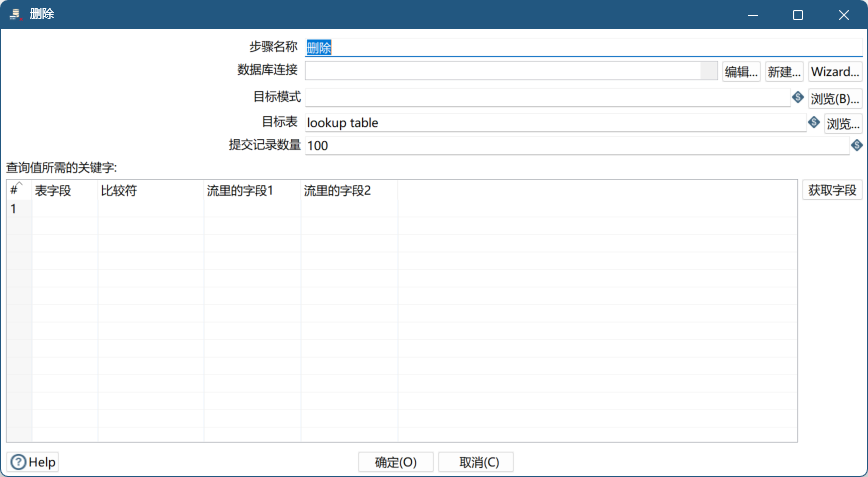 删除
步骤名称 删除
数据库连接 编辑... 新建... Wizard...
目标模式 浏览(B)...
目标表 lookup table 浏览...
提交记录数量 100
查询值所需的关键字:
# 表字段 比较符 流里的字段1 流里的字段2 获取字段
1
Help 确定(O) 取消(C)